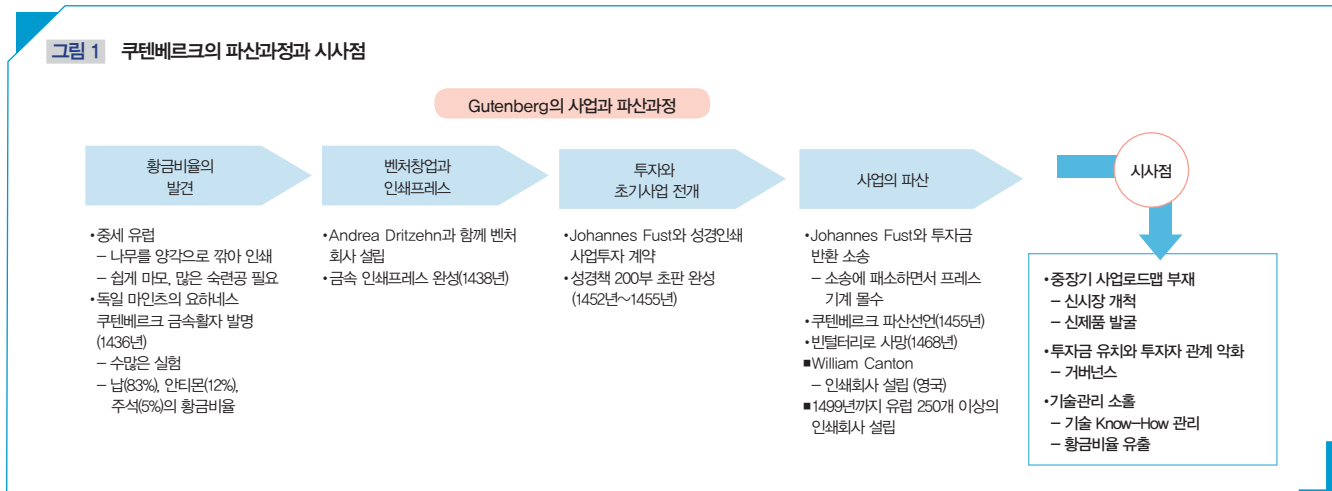 그림 1 쿠텐베르크의 파산과정과 시사점
Gutenberg의 사업과 파산과정
황금비율의
발견
•중세 유럽
– 나무를 양각으로 깎아 인쇄
– 쉽게 마모, 많은 숙련공 필요
•독일 마인츠의 요하네스
쿠텐베르크 금속활자 발명
(1436년)
– 수많은 실험
– 납(83%), 안티몬(12%),
주석(5%)의 황금비율
벤처창업과
인쇄프레스
•Andrea Dritzehn과 함께 벤처
회사 설립
•금속 인쇄프레스 완성(1438년)
투자와
초기사업 전개
•Johannes Fust와 성경인쇄
사업투자 계약
•성경책 200부 초판 완성
(1452년~1455년)
사업의 파산
•Johannes Fust와 투자금
반환 소송
– 소송에 패소하면서 프레스
기계 몰수
•쿠텐베르크 파산선언(1455년)
•빈털터리로 사망(1468년)
■William Canton
– 인쇄회사 설립 (영국)
■1499년까지 유럽 250개 이상의
인쇄회사 설립
시사점
•중장기 사업로드맵 부재
– 신시장 개척
– 신제품 발굴
•투자금 유치와 투자자 관계 악화
– 거버넌스
•기술관리 소홀
– 기술 Know-How 관리
– 황금비율 유출